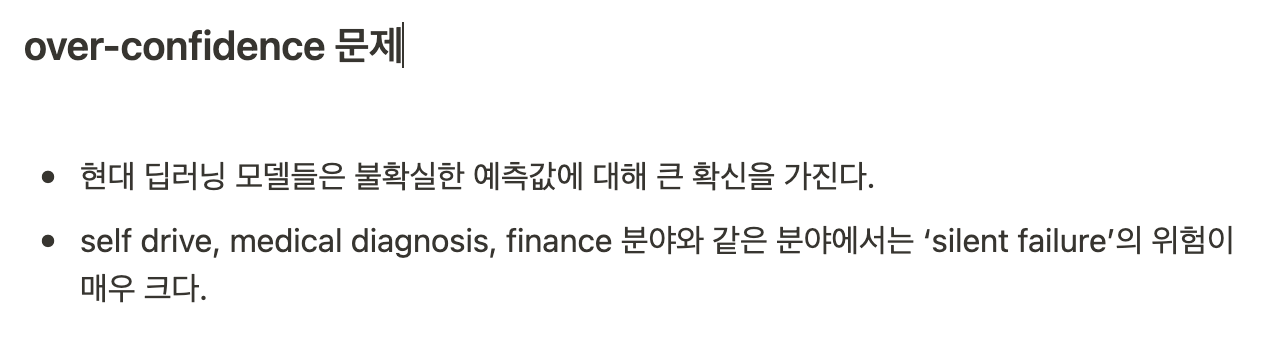 over-confidence 문제
• 현대 딥러닝 모델들은 불확실한 예측값에 대해 큰 확신을 가진다.
• self drive, medical diagnosis, finance 분야와 같은 분야에서는 ‘silent failure’의 위험이
매우 크다.